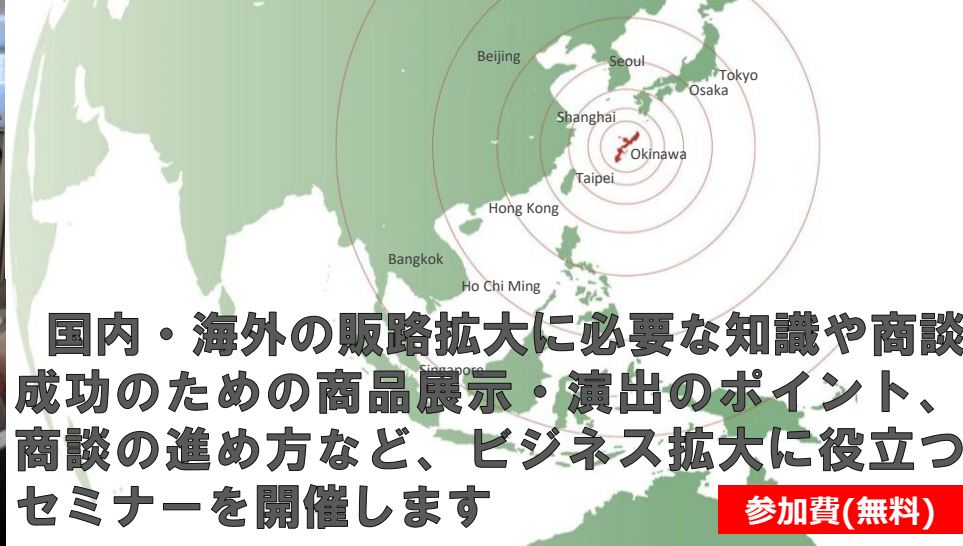 Beijing
Seoul
Tokyo
Osaka
Shanghai
Okinawa
Taipei
Hong Kong
Bangkok
Ho Chi Ming
Singapore
国内・海外の販路拡大に必要な知識や商談
成功のための商品展示・演出のポイント、
商談の進め方など、ビジネス拡大に役立つ
セミナーを開催します
参加費(無料)